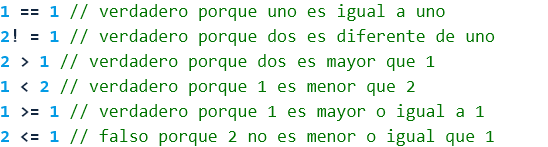 1 == 1 // verdadero porque uno es igual a uno
2! = 1 // verdadero porque dos es diferente de uno
2 > 1 // verdadero porque dos es mayor que 1
1 < 2 // verdadero porque 1 es menor que 2
1 >= 1 // verdadero porque 1 es mayor o igual a 1
2 <= 1 // falso porque 2 no es menor o igual que 1